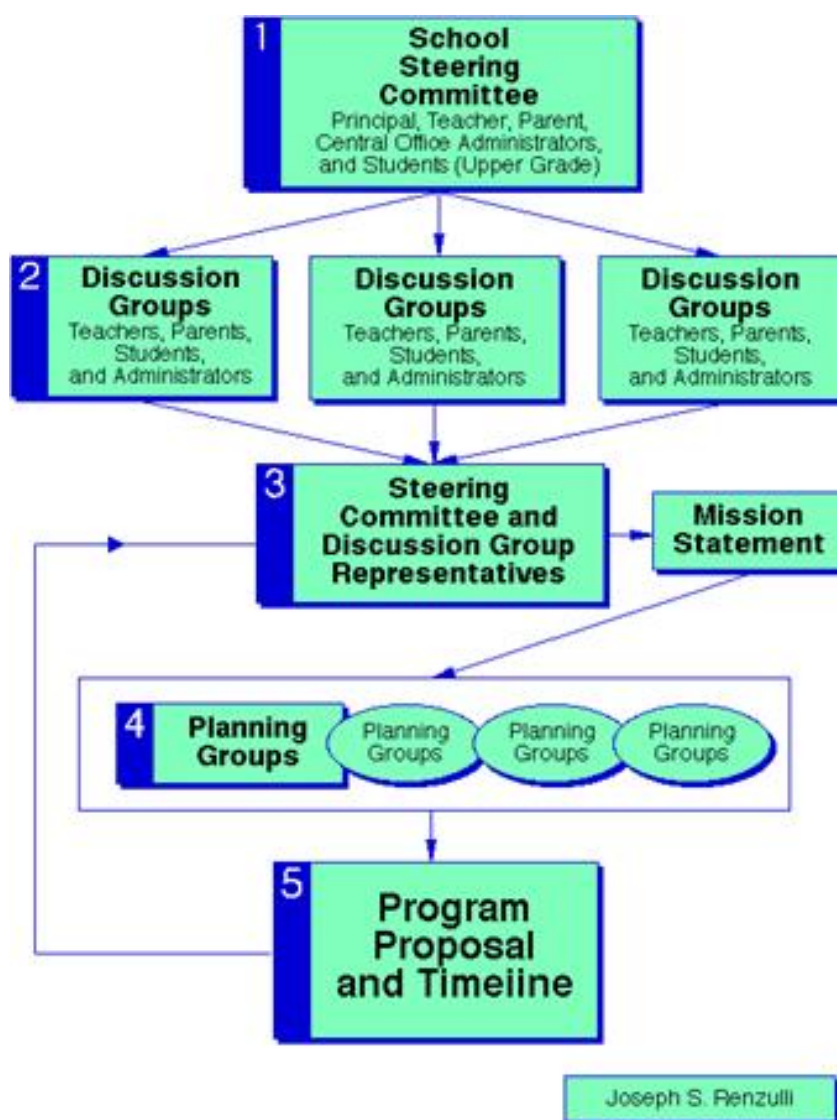 1
School
Steering
Committee
Principal, Teacher, Parent,
Central Office Administrators,
and Students (Upper Grade)
2
Discussion
Groups
Teachers, Parents,
Students,
and Administrators
Discussion
Groups
Teachers, Parents,
Students,
and Administrators
Discussion
Groups
Teachers, Parents,
Students,
and Administrators
3
Steering
Committee and
Discussion Group
Representatives
Mission
Statement
4
Planning
Groups
Planning
Groups
Planning
Groups
Planning
Groups
5
Program
Proposal
and Timeiine
Joseph S. Renzulli